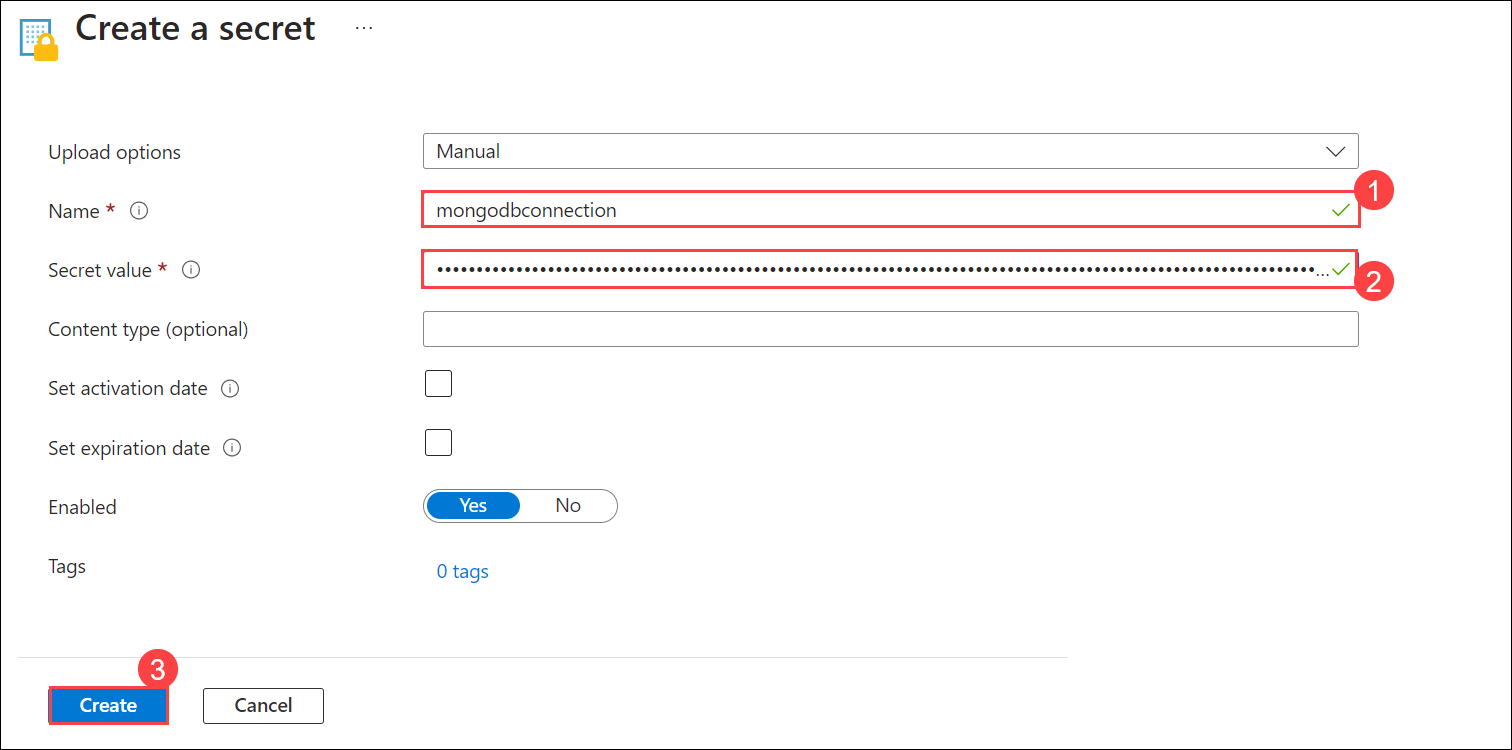 Create a secret ...
Upload options Manual
Name * mongodbconnection 1
Secret value * ••••••••••••••••••••••••••••••••••••••••••••••••••••••••••••••••••••••••••••••••••••••••••••••••••••••••••••••••... 2
Content type (optional)
Set activation date
Set expiration date
Enabled Yes No
Tags 0 tags
3
Create Cancel